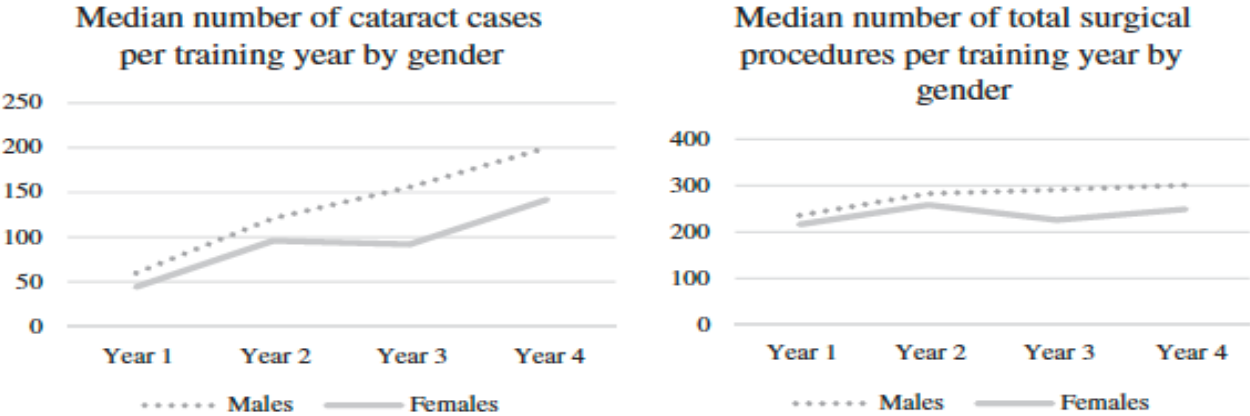 Median number of cataract cases
per training year by gender
250
200
150
100
50
0
Year 1 Year 2 Year 3 Year 4
Males Females
Median number of total surgical
procedures per training year by
gender
400
300
200
100
0
Year 1 Year 2 Year 3 Year 4
Males Females